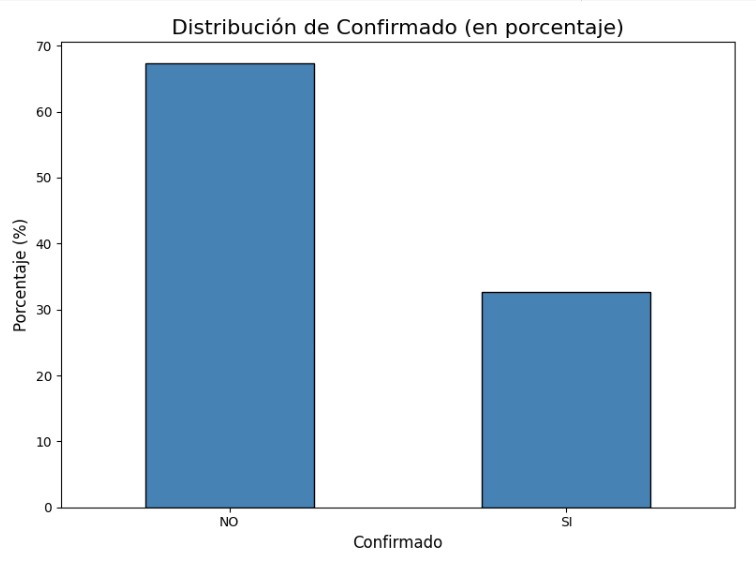 Distribución de Confirmado (en porcentaje)
70
60
50
40
30
20
10
0
Porcentaje (%)
NO
SI
Confirmado